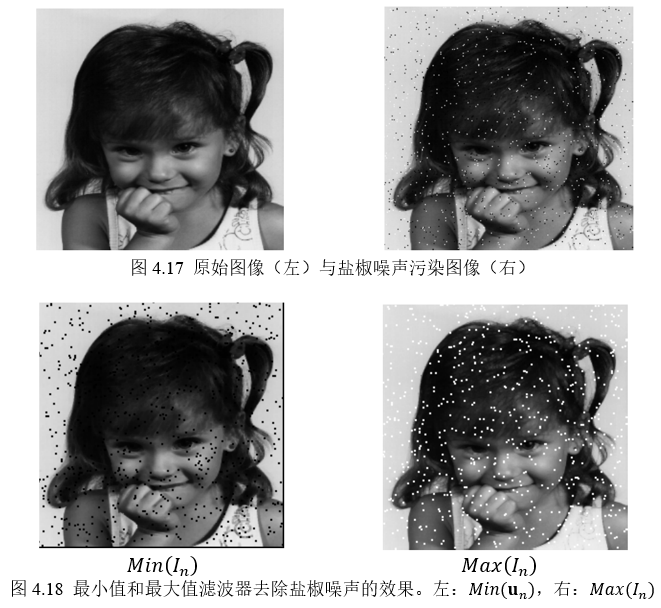 图 4.17 原始图像（左）与盐椒噪声污染图像（右）
Min(Iₙ) Max(Iₙ)
图 4.18 最小值和最大值滤波器去除盐椒噪声的效果。左：Min(𝐮ₙ)，右：Max(Iₙ)